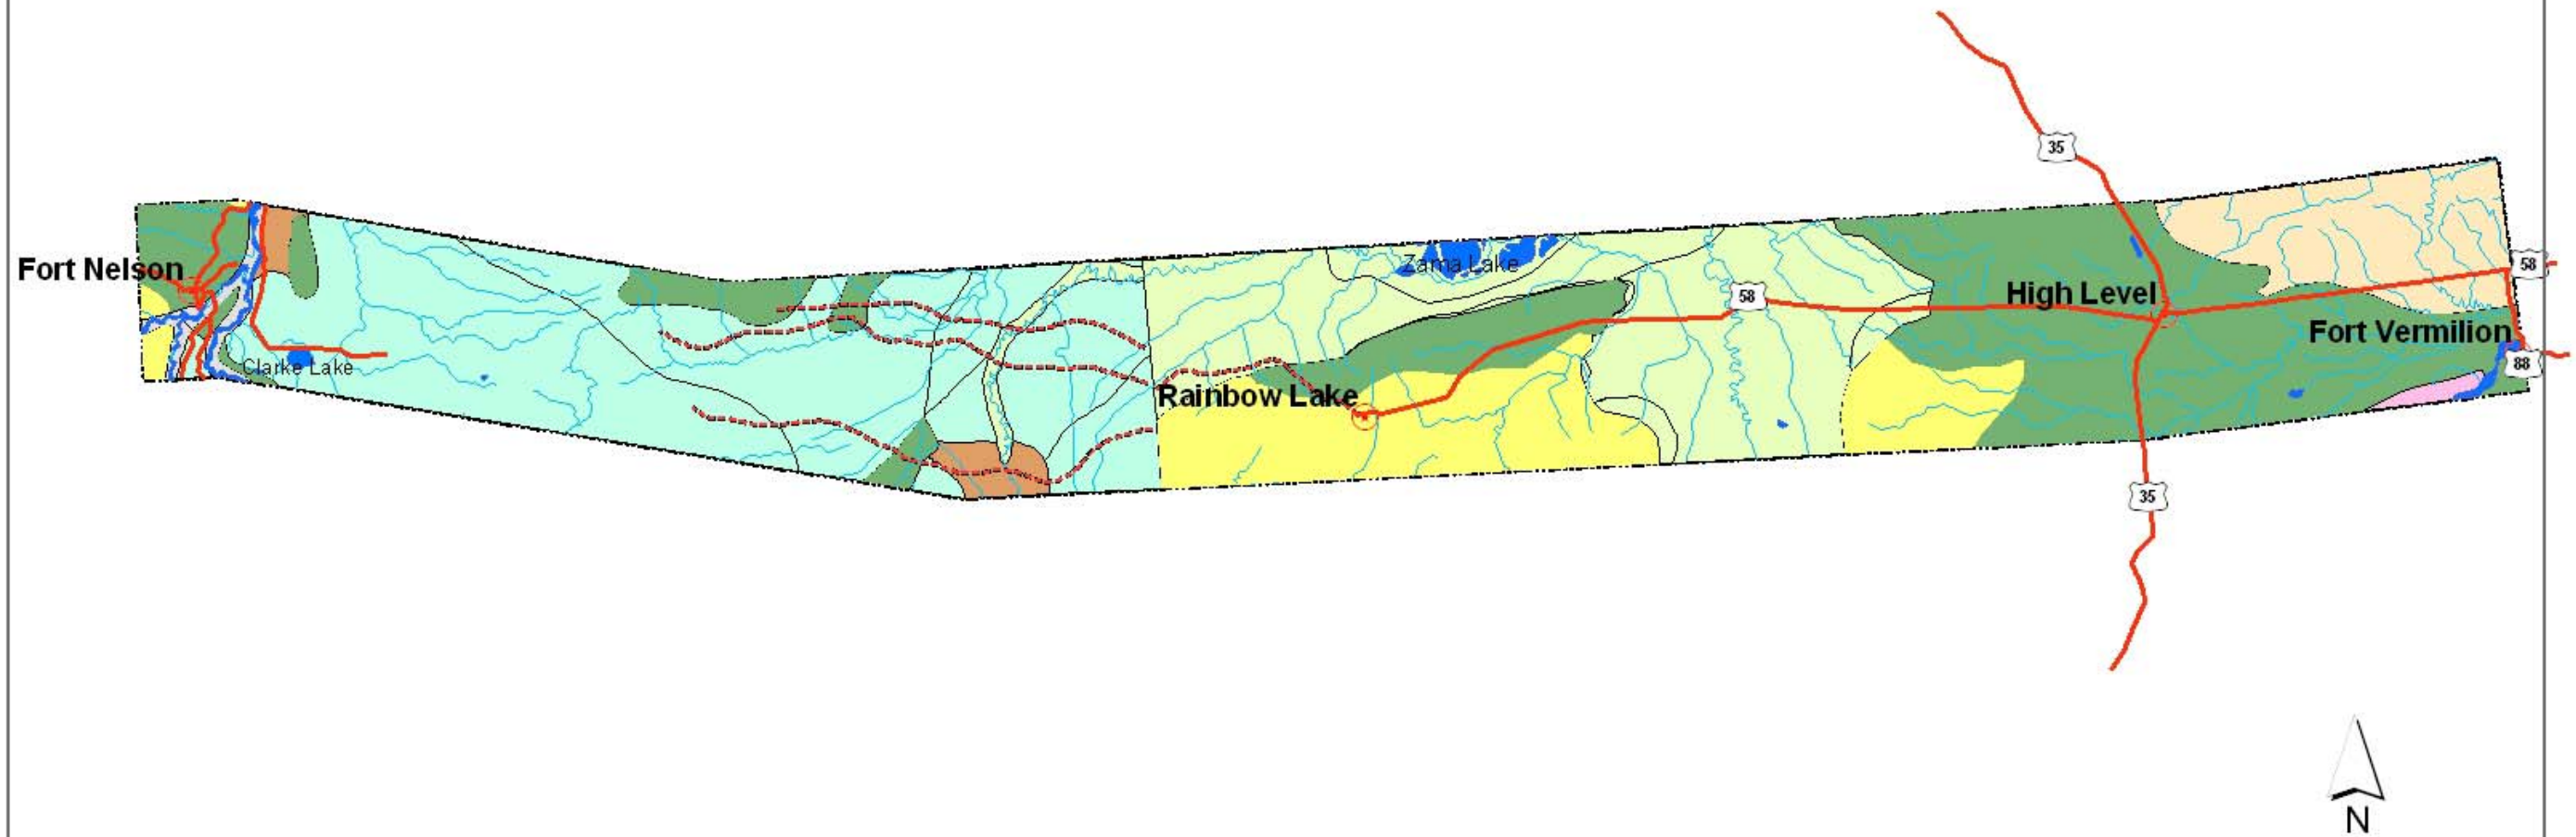 35
Fort Nelson
Zama Lake
58
58
High Level
Fort Vermilion
Clarke Lake
88
Rainbow Lake
35
N